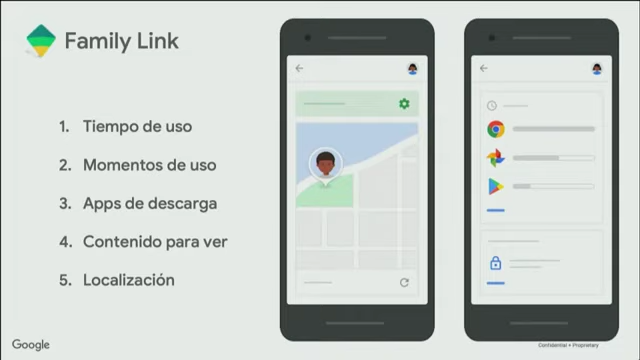 Family Link
1. Tiempo de uso
2. Momentos de uso
3. Apps de descarga
4. Contenido para ver
5. Localización
Google
Confidential • Proprietary